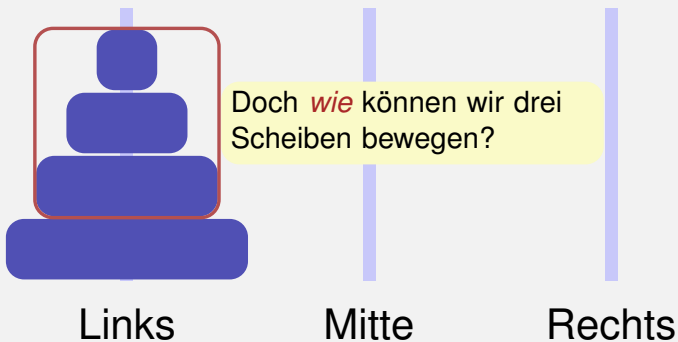 Doch wie können wir drei
Scheiben bewegen?
Links Mitte Rechts